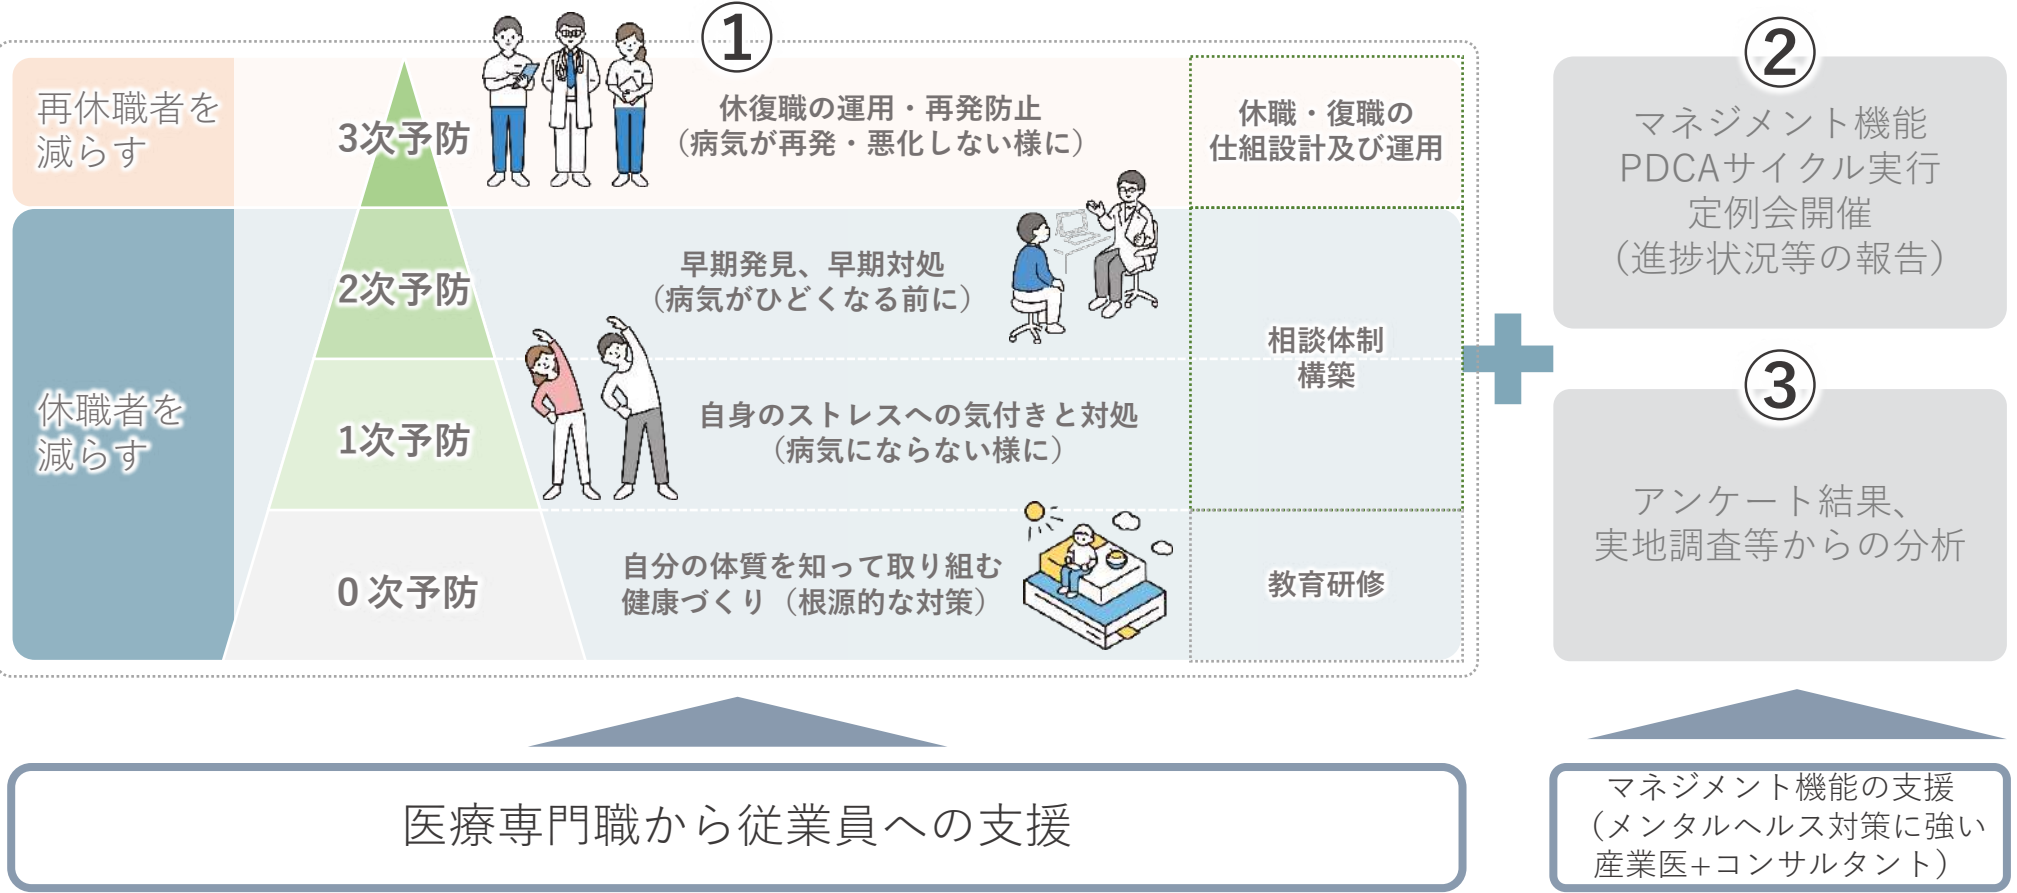 ①
再休職者を
減らす
3次予防
休復職の運用・再発防止
（病気が再発・悪化しない様に）
休職・復職の
仕組設計及び運用
休職者を
減らす
2次予防
早期発見、早期対処
（病気がひどくなる前に）
相談体制
構築
1次予防
自身のストレスへの気付きと対処
（病気にならない様に）
０次予防
自分の体質を知って取り組む
健康づくり（根源的な対策）
教育研修
②
マネジメント機能
PDCAサイクル実行
定例会開催
（進捗状況等の報告）
③
アンケート結果、
実地調査等からの分析
医療専門職から従業員への支援
マネジメント機能の支援
（メンタルヘルス対策に強い
産業医+コンサルタント）